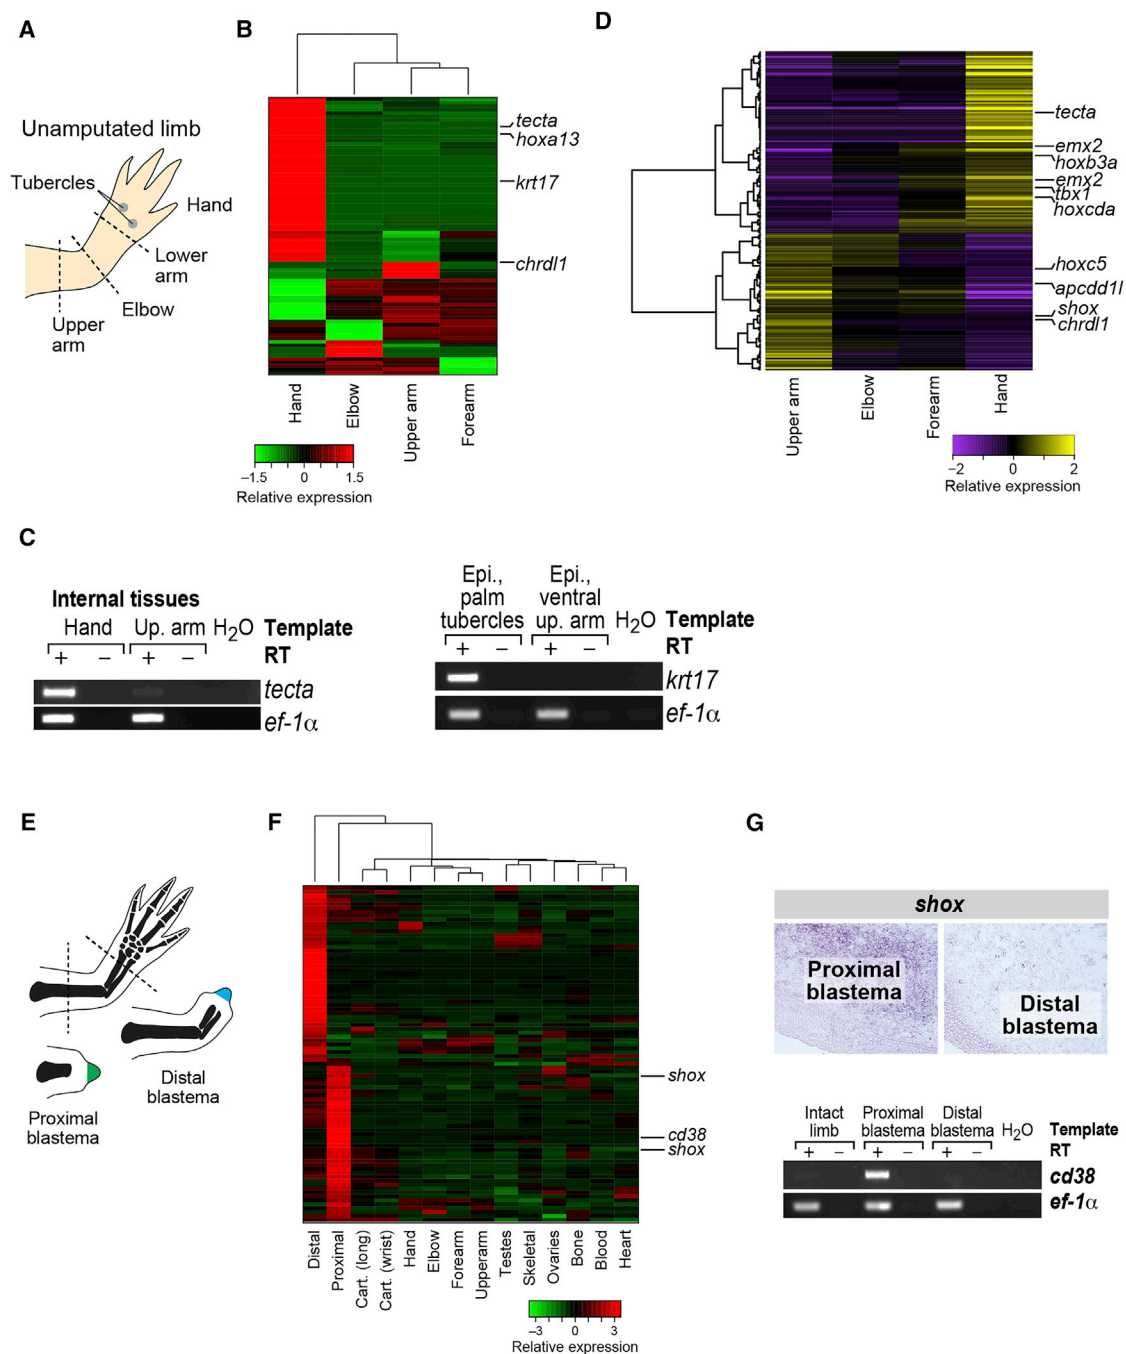 A
Unamputated limb
Tubercles
Hand
Lower
arm
Elbow
Upper
arm
B
tecta
hoxa13
krt17
chrdl1
Hand
Elbow
Upper arm
Forearm
−1.5 0 1.5
Relative expression
D
tecta
emx2
hoxb3a
emx2
tbx1
hoxcda
hoxc5
apcdd1l
shox
chrdl1
Upper arm
Elbow
Forearm
Hand
−2 0 2
Relative expression
C
Internal tissues
Hand Up. arm H2O Template
+ − + − RT
tecta
ef-1α
Epi.,
palm
tubercles
Epi.,
ventral
up. arm
H2O Template
+ − + − RT
krt17
ef-1α
E
Proximal
blastema
Distal
blastema
F
shox
cd38
shox
Distal
Proximal
Cart. (long)
Cart. (wrist)
Hand
Elbow
Forearm
Upperarm
Testes
Skeletal
Ovaries
Bone
Blood
Heart
−3 0 3
Relative expression
G
shox
Proximal
blastema
Distal
blastema
Intact
limb
Proximal
blastema
Distal
blastema
H2O Template
+ − + − + − RT
cd38
ef-1α